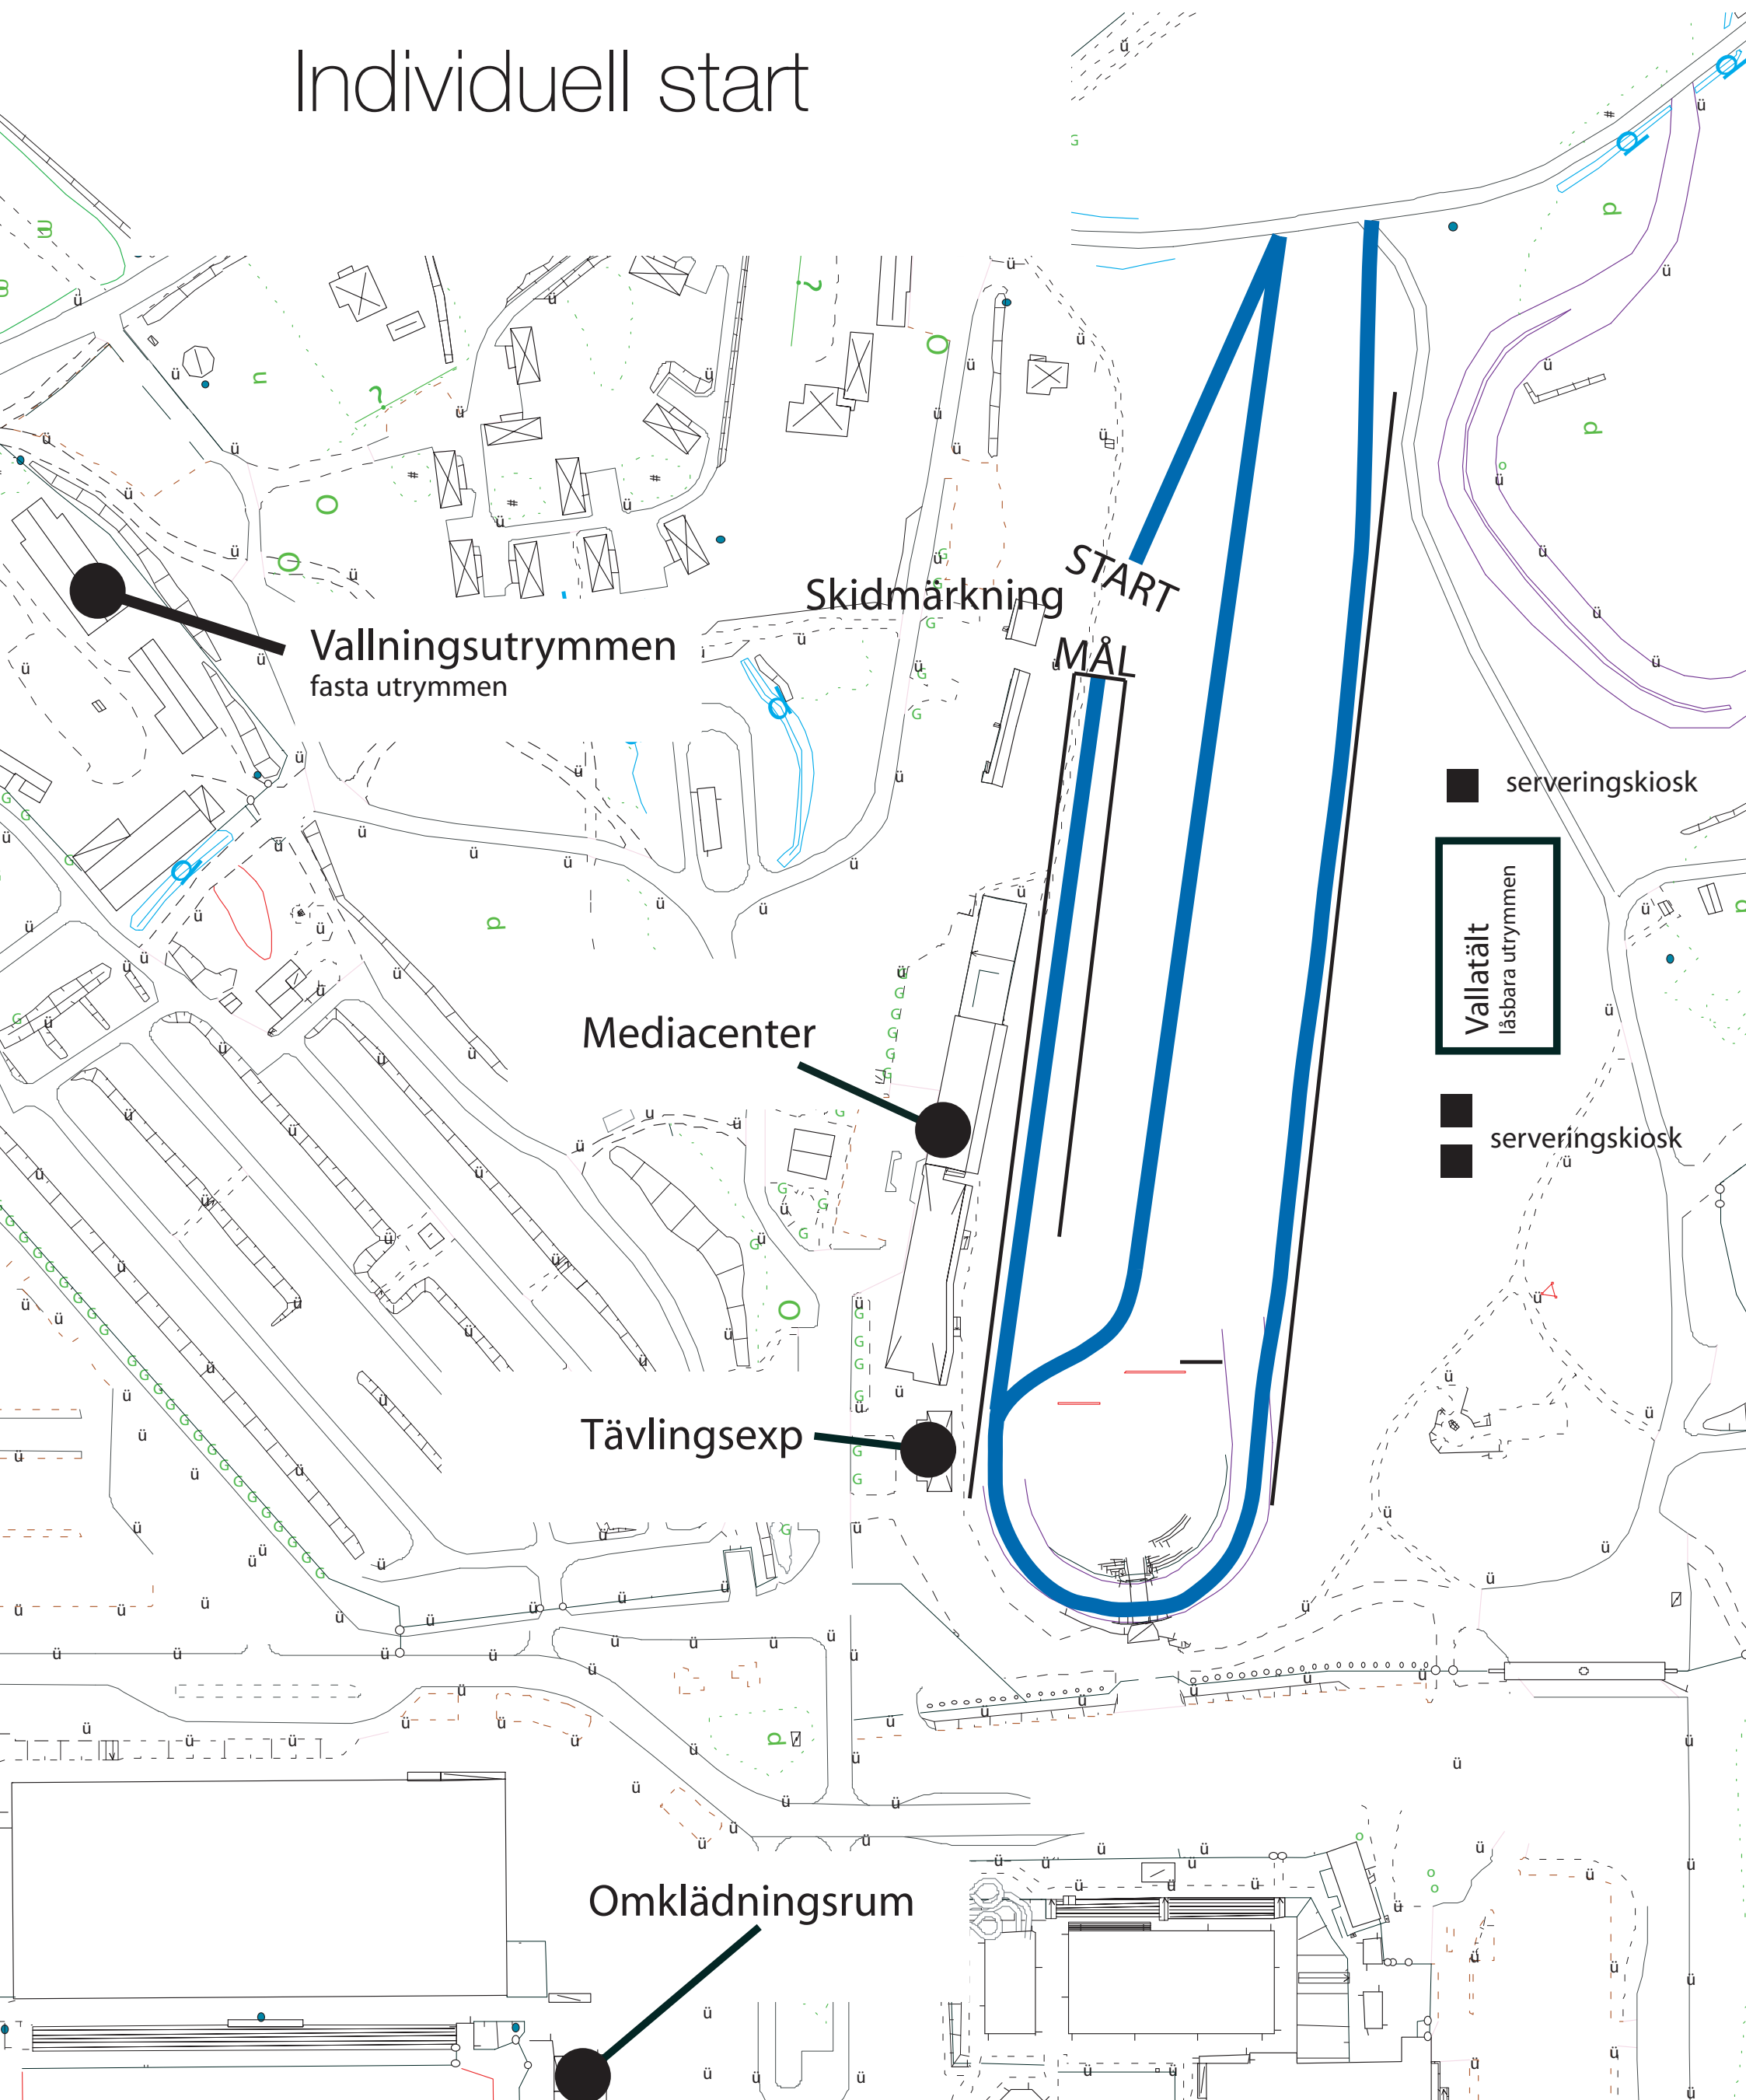 Individuell start
START
Skidmärkning
MÅL
Vallningsutrymmen
fasta utrymmen
serveringskiosk
Vallatält
låsbara utrymmen
Mediacenter
serveringskiosk
Tävlingsexp
Omklädningsrum